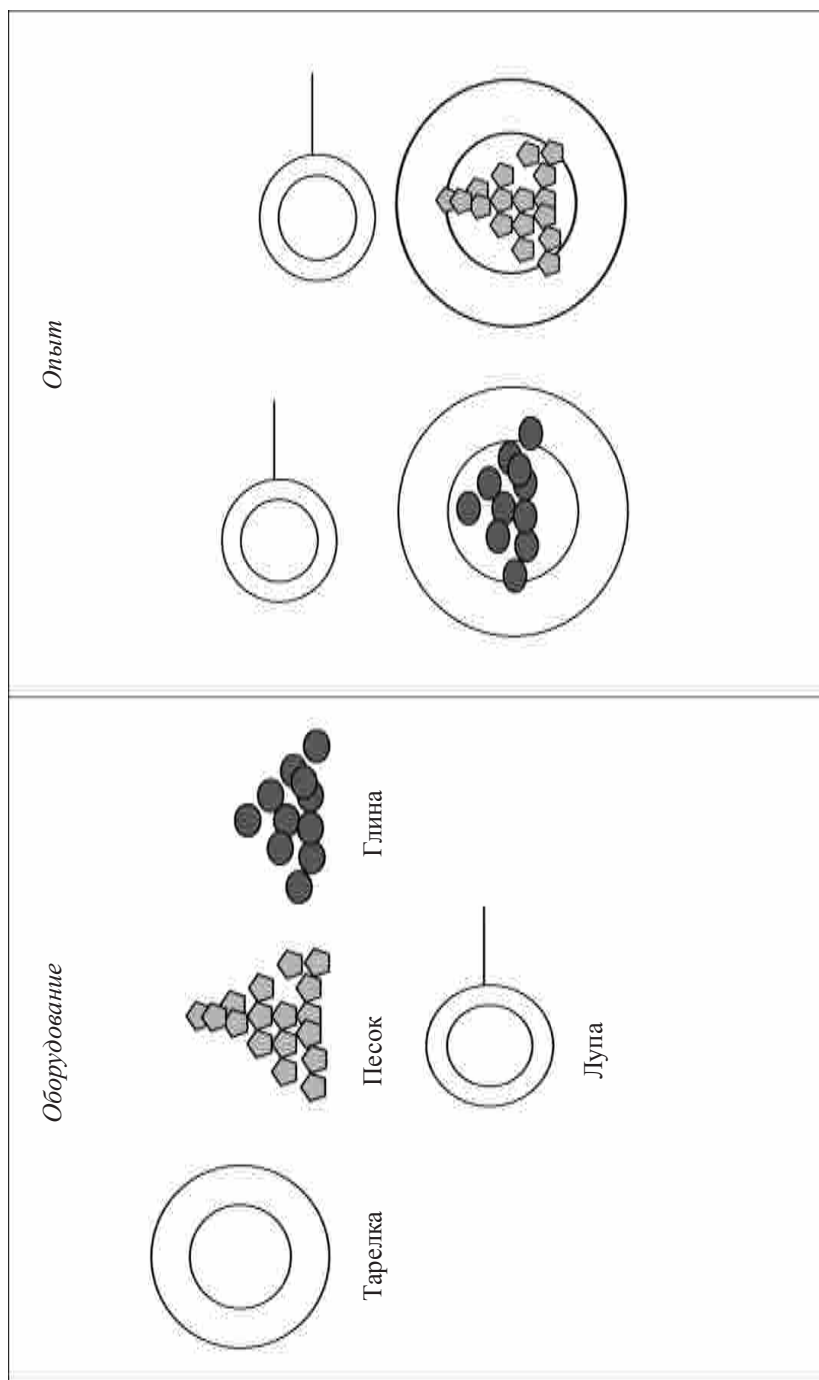 Оборудование
Тарелка
Песок
Глина
Лупа
Опыт